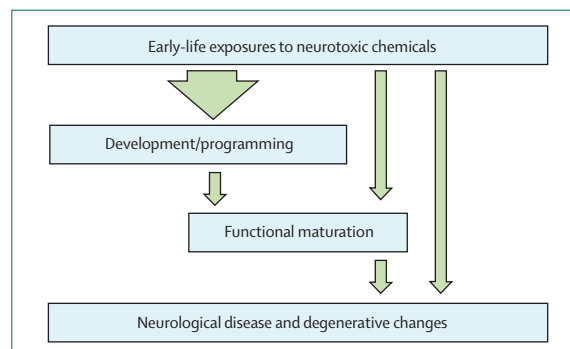 Early-life exposures to neurotoxic chemicals
Development/programming
Functional maturation
Neurological disease and degenerative changes